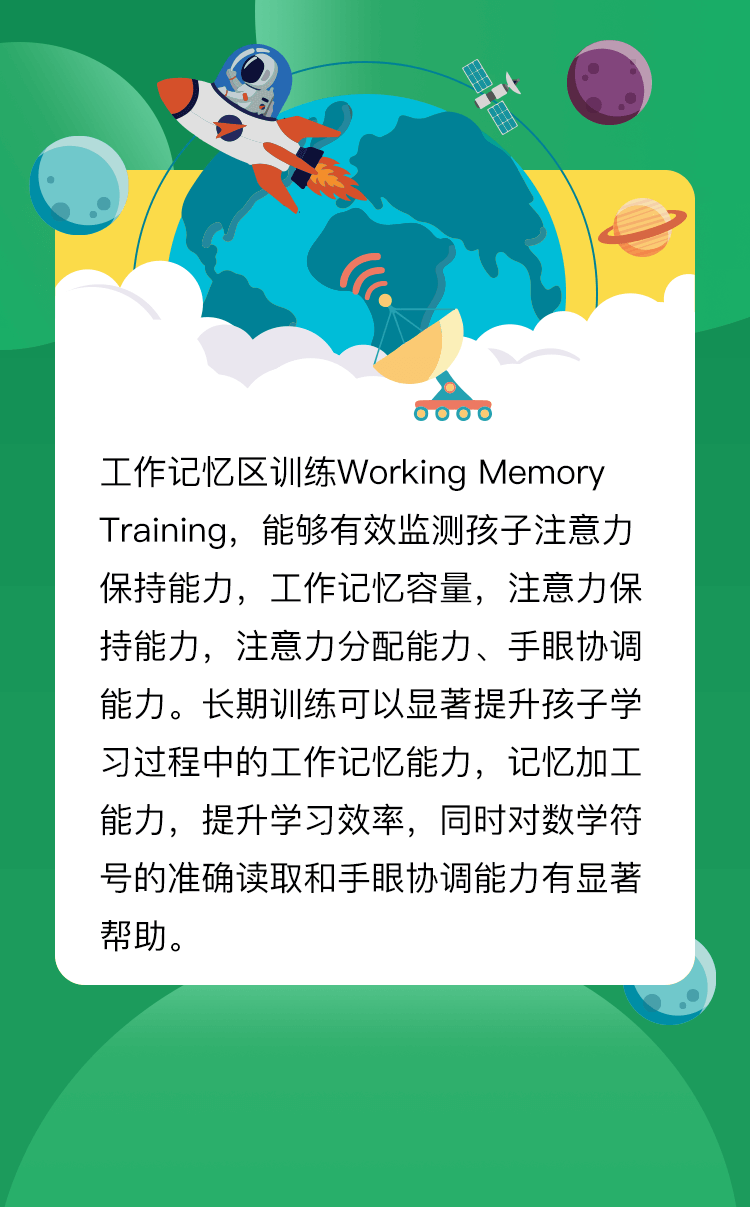 工作记忆区训练Working Memory
Training，能够有效监测孩子注意力
保持能力，工作记忆容量，注意力保
持能力，注意力分配能力、手眼协调
能力。长期训练可以显著提升孩子学
习过程中的工作记忆能力，记忆加工
能力，提升学习效率，同时对数学符
号的准确读取和手眼协调能力有显著
帮助。